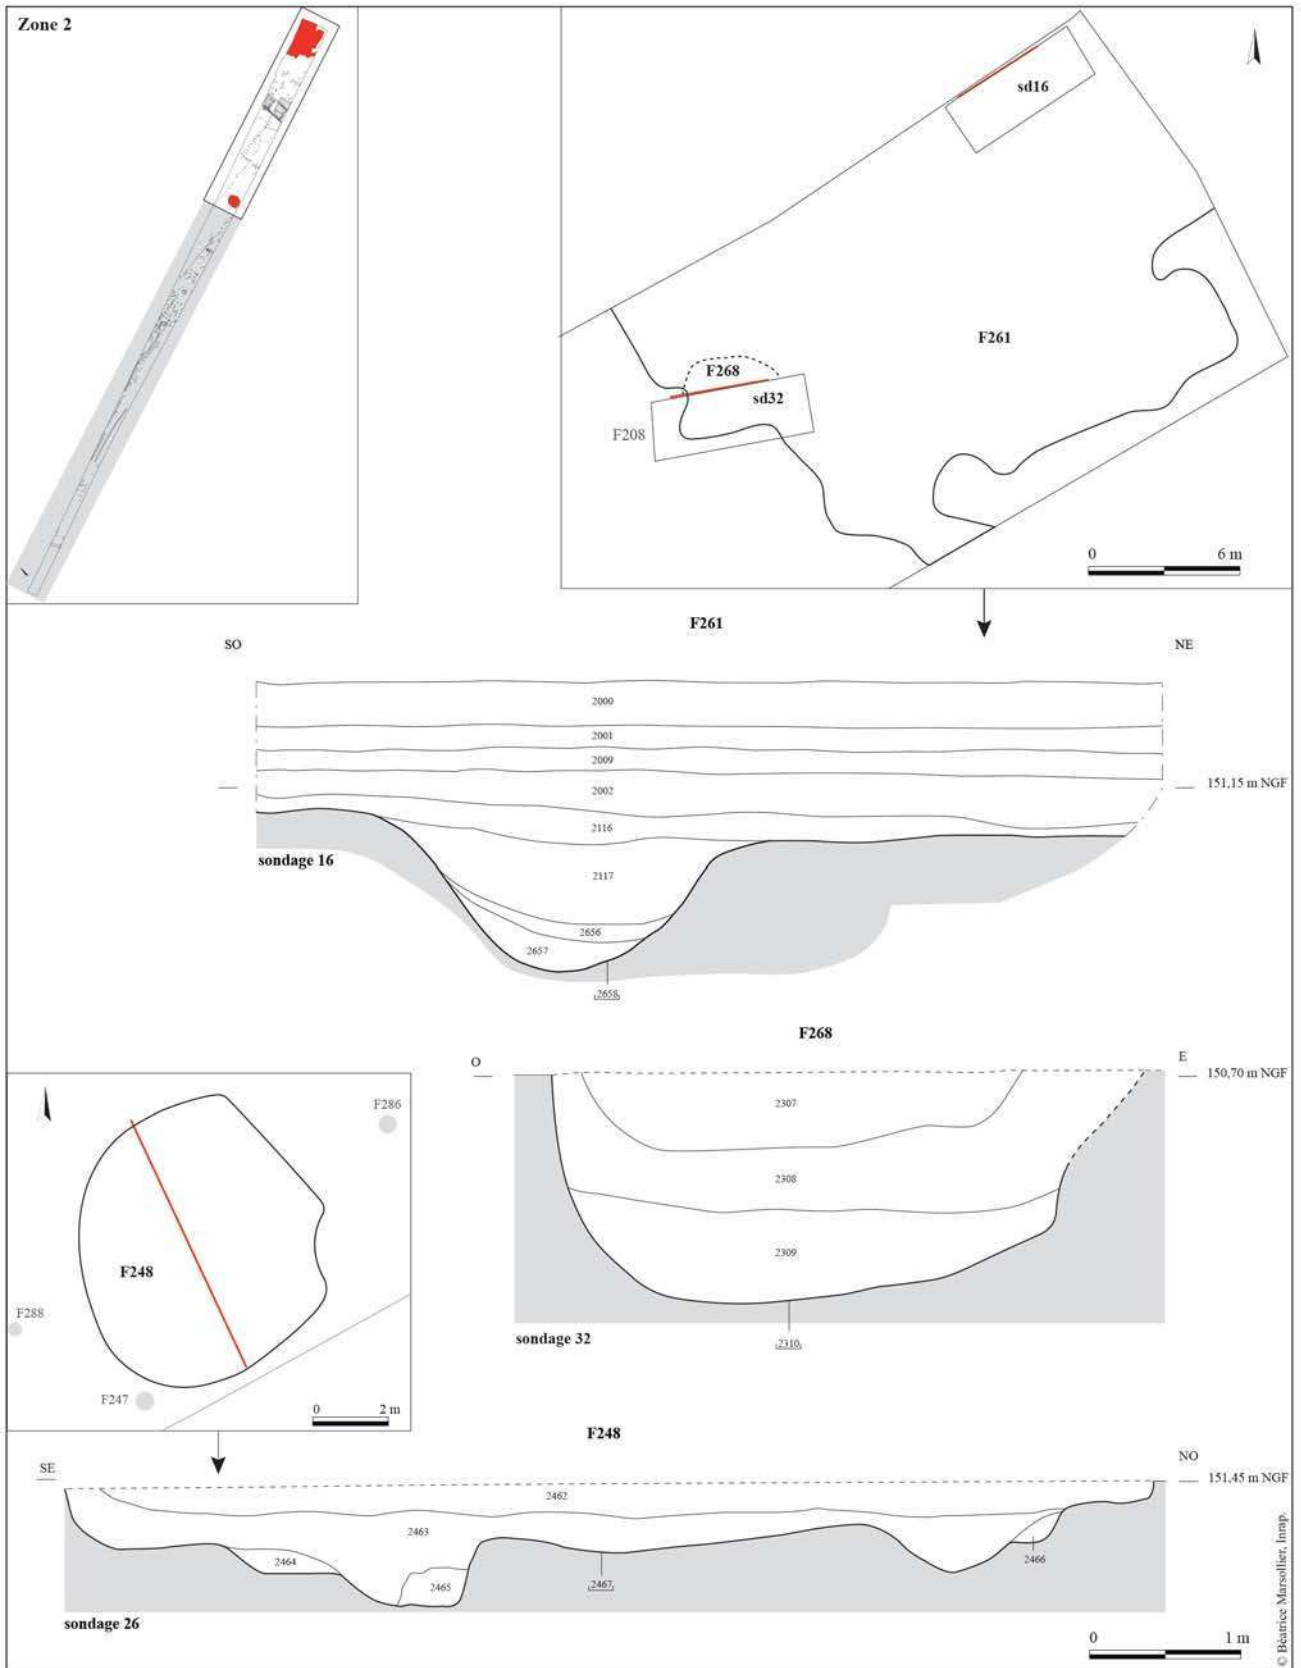 Zone 2
sd16
F261
F268
sd32
F208
0 6 m
F261
SO NE
2000
2001
2009
2002
151,15 m NGF
2116
sondage 16
2117
2656
2657
2658
F268
O E
150,70 m NGF
2307
2308
2309
sondage 32
2310
F286
F248
F288
F247
0 2 m
F248
SE NO
151,45 m NGF
2462
2463
2464
2465
2467
2466
sondage 26
0 1 m
© Béatrice Marsollier, Inrap.